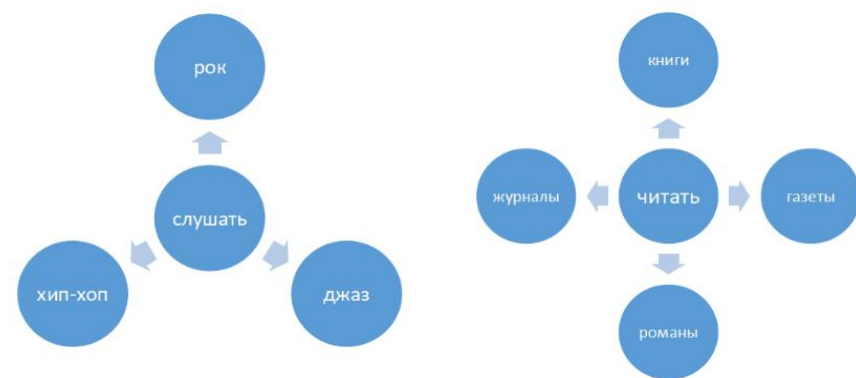 рок
слушать
хип-хоп
джаз
книги
журналы
читать
газеты
романы